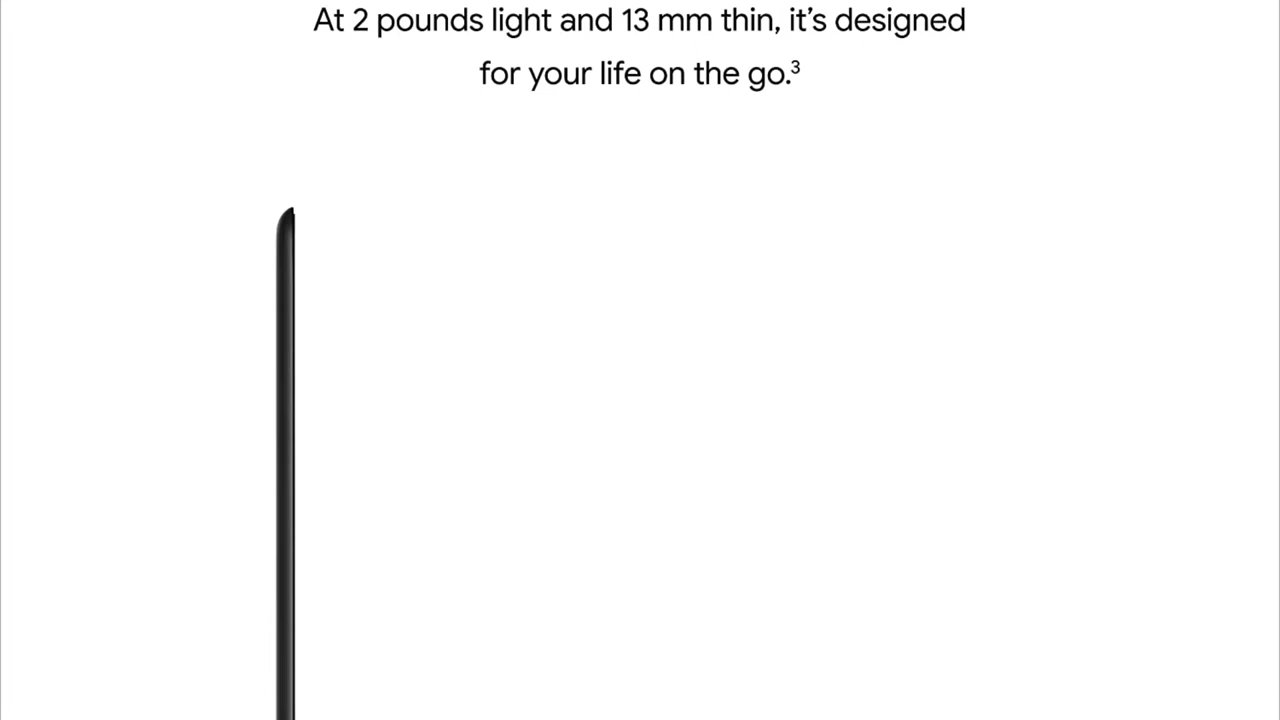 At 2 pounds light and 13 mm thin, it’s designed
for your life on the go.³